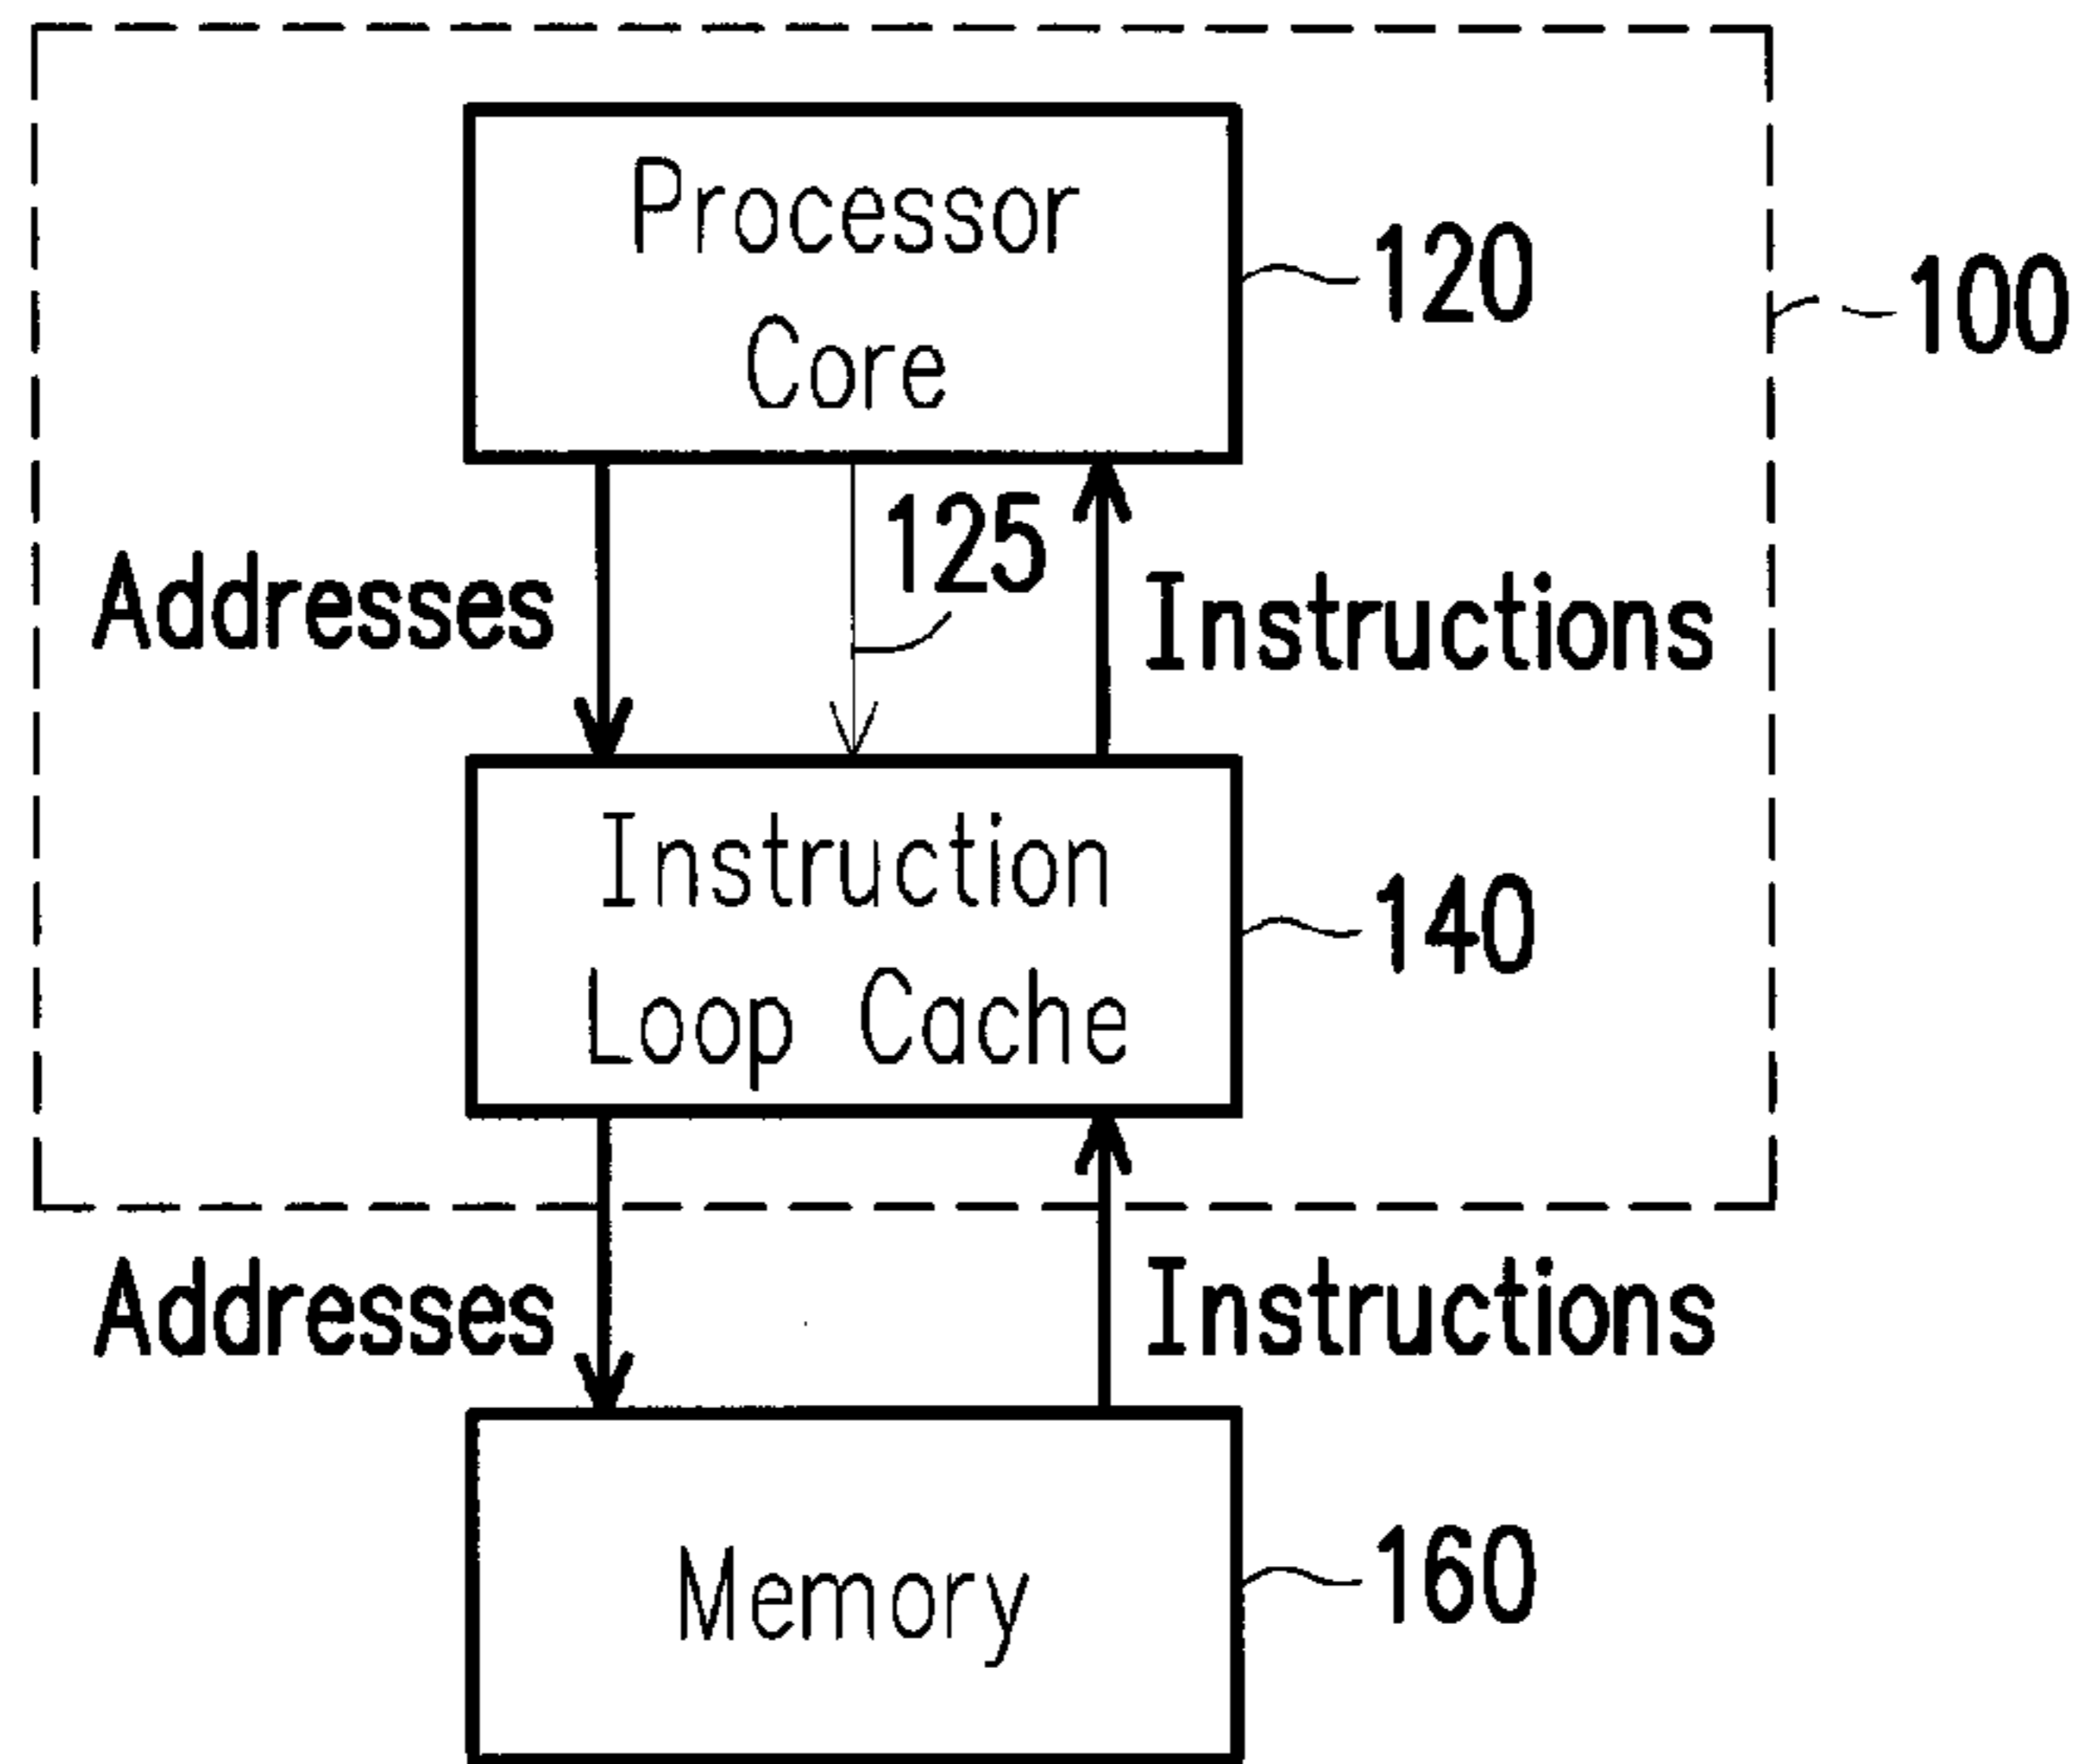 Processor
Core
120
100
125
Addresses
Instructions
Instruction
Loop Cache
140
Addresses
Instructions
Memory
160